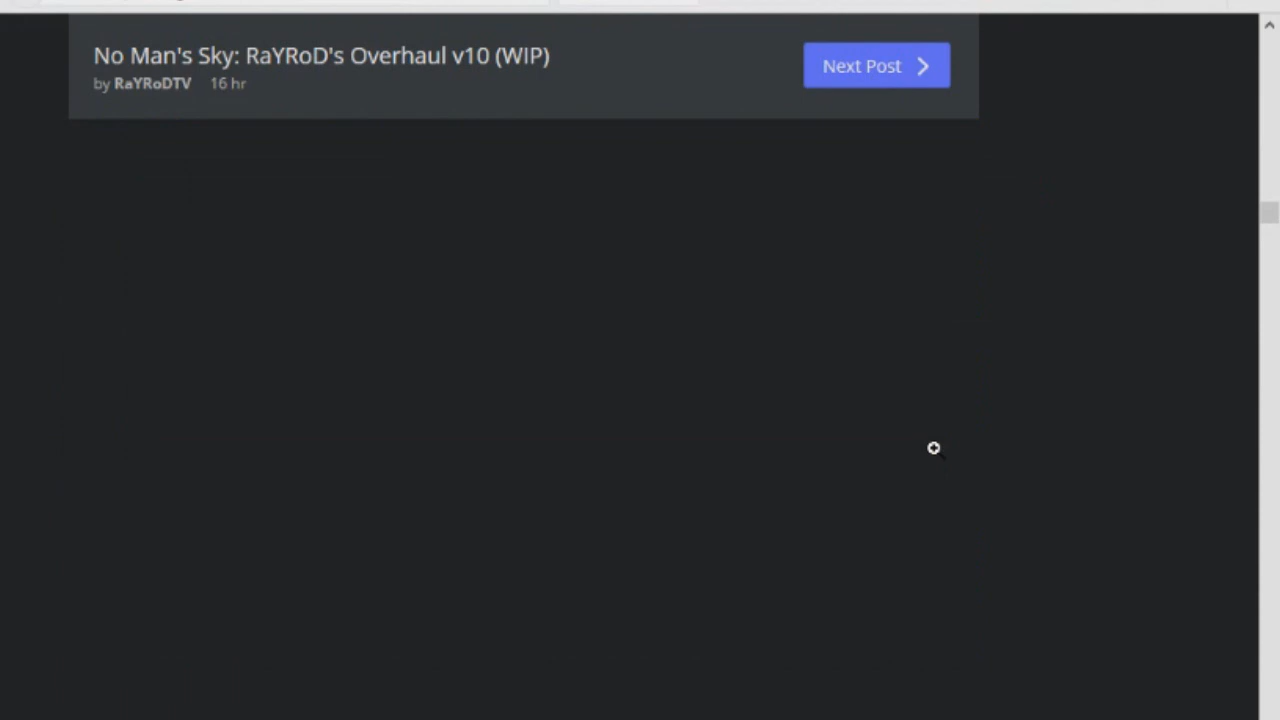 No Man's Sky: RaYRoD's Overhaul v10 (WIP)
by RaYRoDTV 16 hr
Next Post